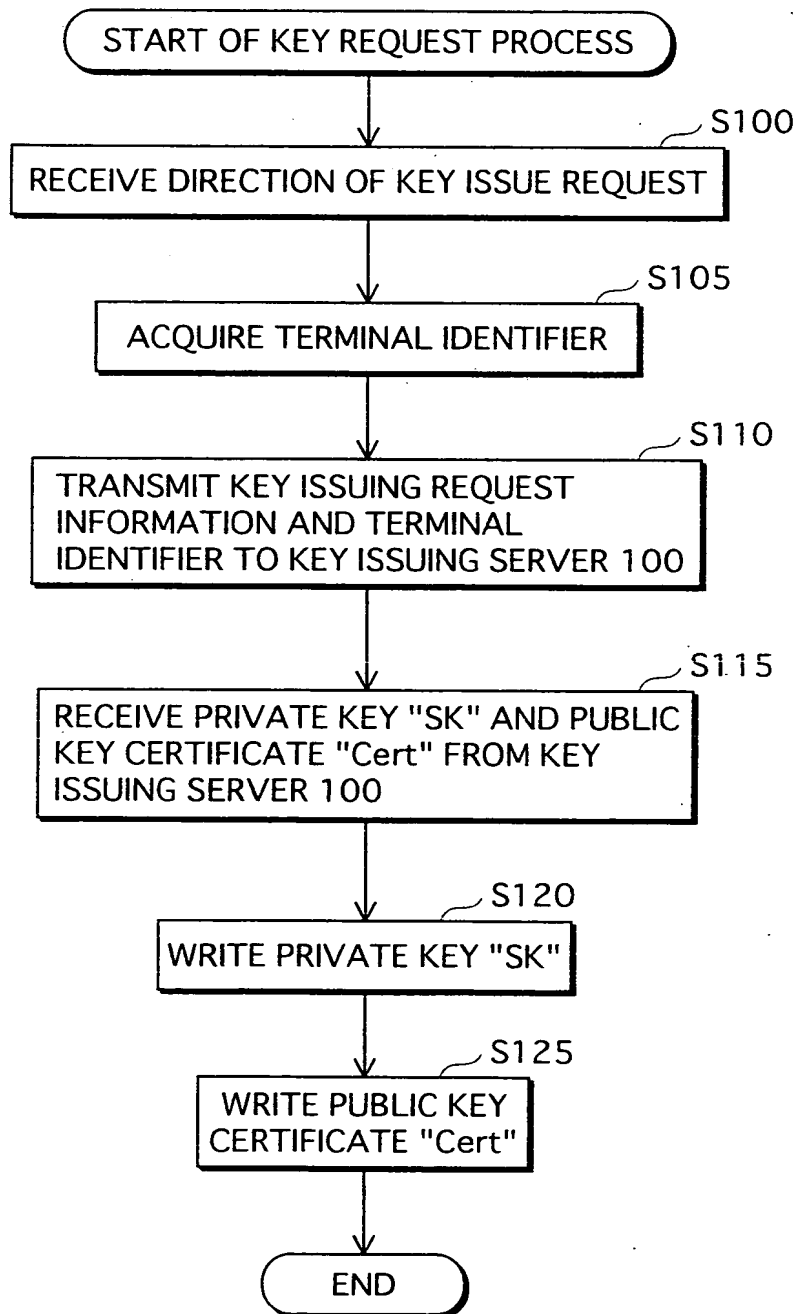 START OF KEY REQUEST PROCESS
S100
RECEIVE DIRECTION OF KEY ISSUE REQUEST
S105
ACQUIRE TERMINAL IDENTIFIER
S110
TRANSMIT KEY ISSUING REQUEST
INFORMATION AND TERMINAL
IDENTIFIER TO KEY ISSUING SERVER 100
S115
RECEIVE PRIVATE KEY "SK" AND PUBLIC
KEY CERTIFICATE "Cert" FROM KEY
ISSUING SERVER 100
S120
WRITE PRIVATE KEY "SK"
S125
WRITE PUBLIC KEY
CERTIFICATE "Cert"
END